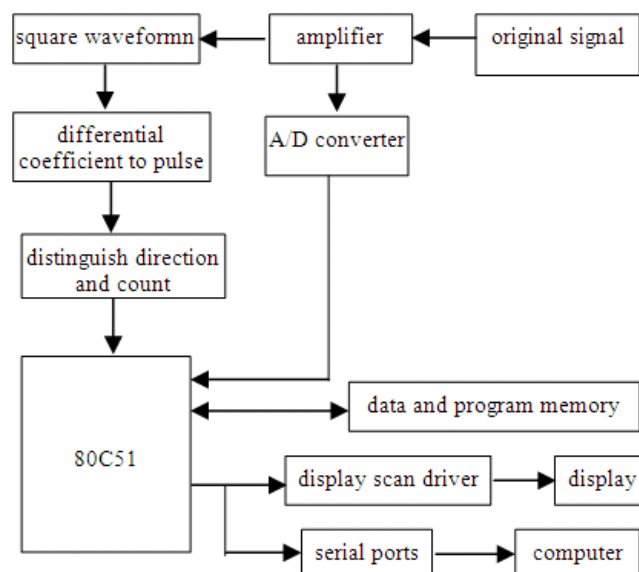 square waveformn
amplifier
original signal
differential
coefficient to pulse
A/D converter
distinguish direction
and count
80C51
data and program memory
display scan driver
display
serial ports
computer